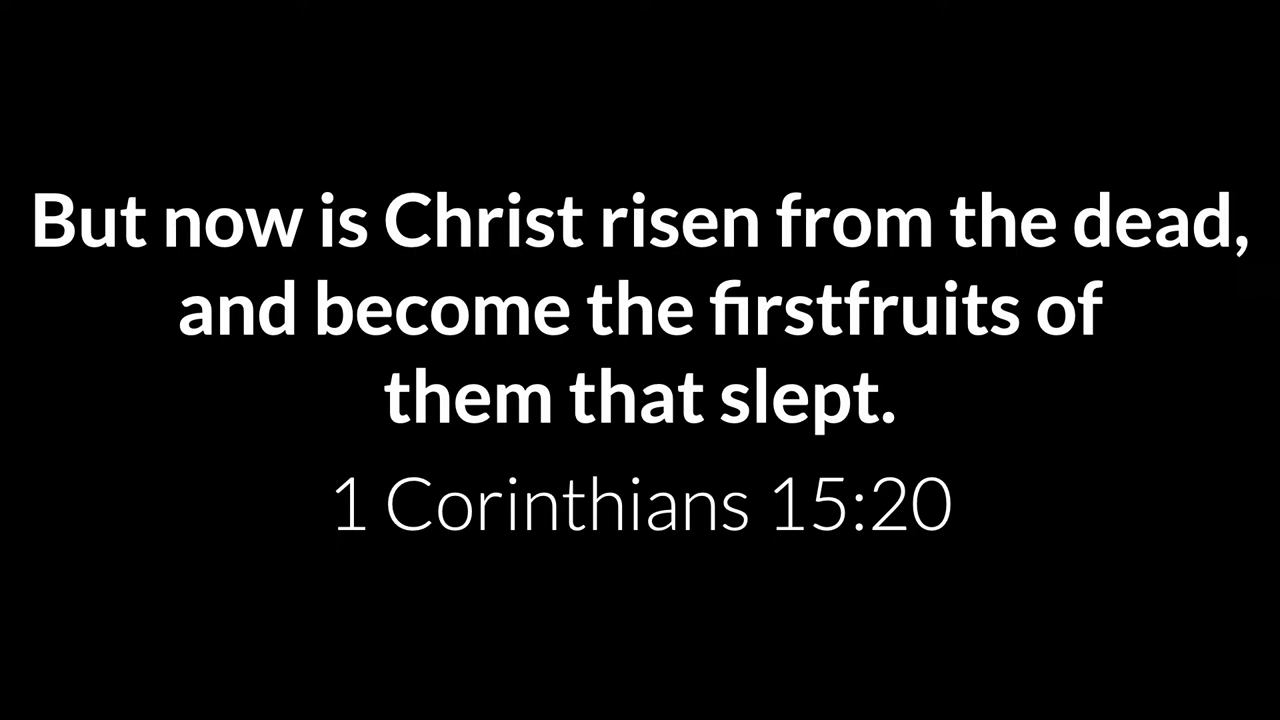 But now is Christ risen from the dead,
and become the firstfruits of
them that slept.
1 Corinthians 15:20